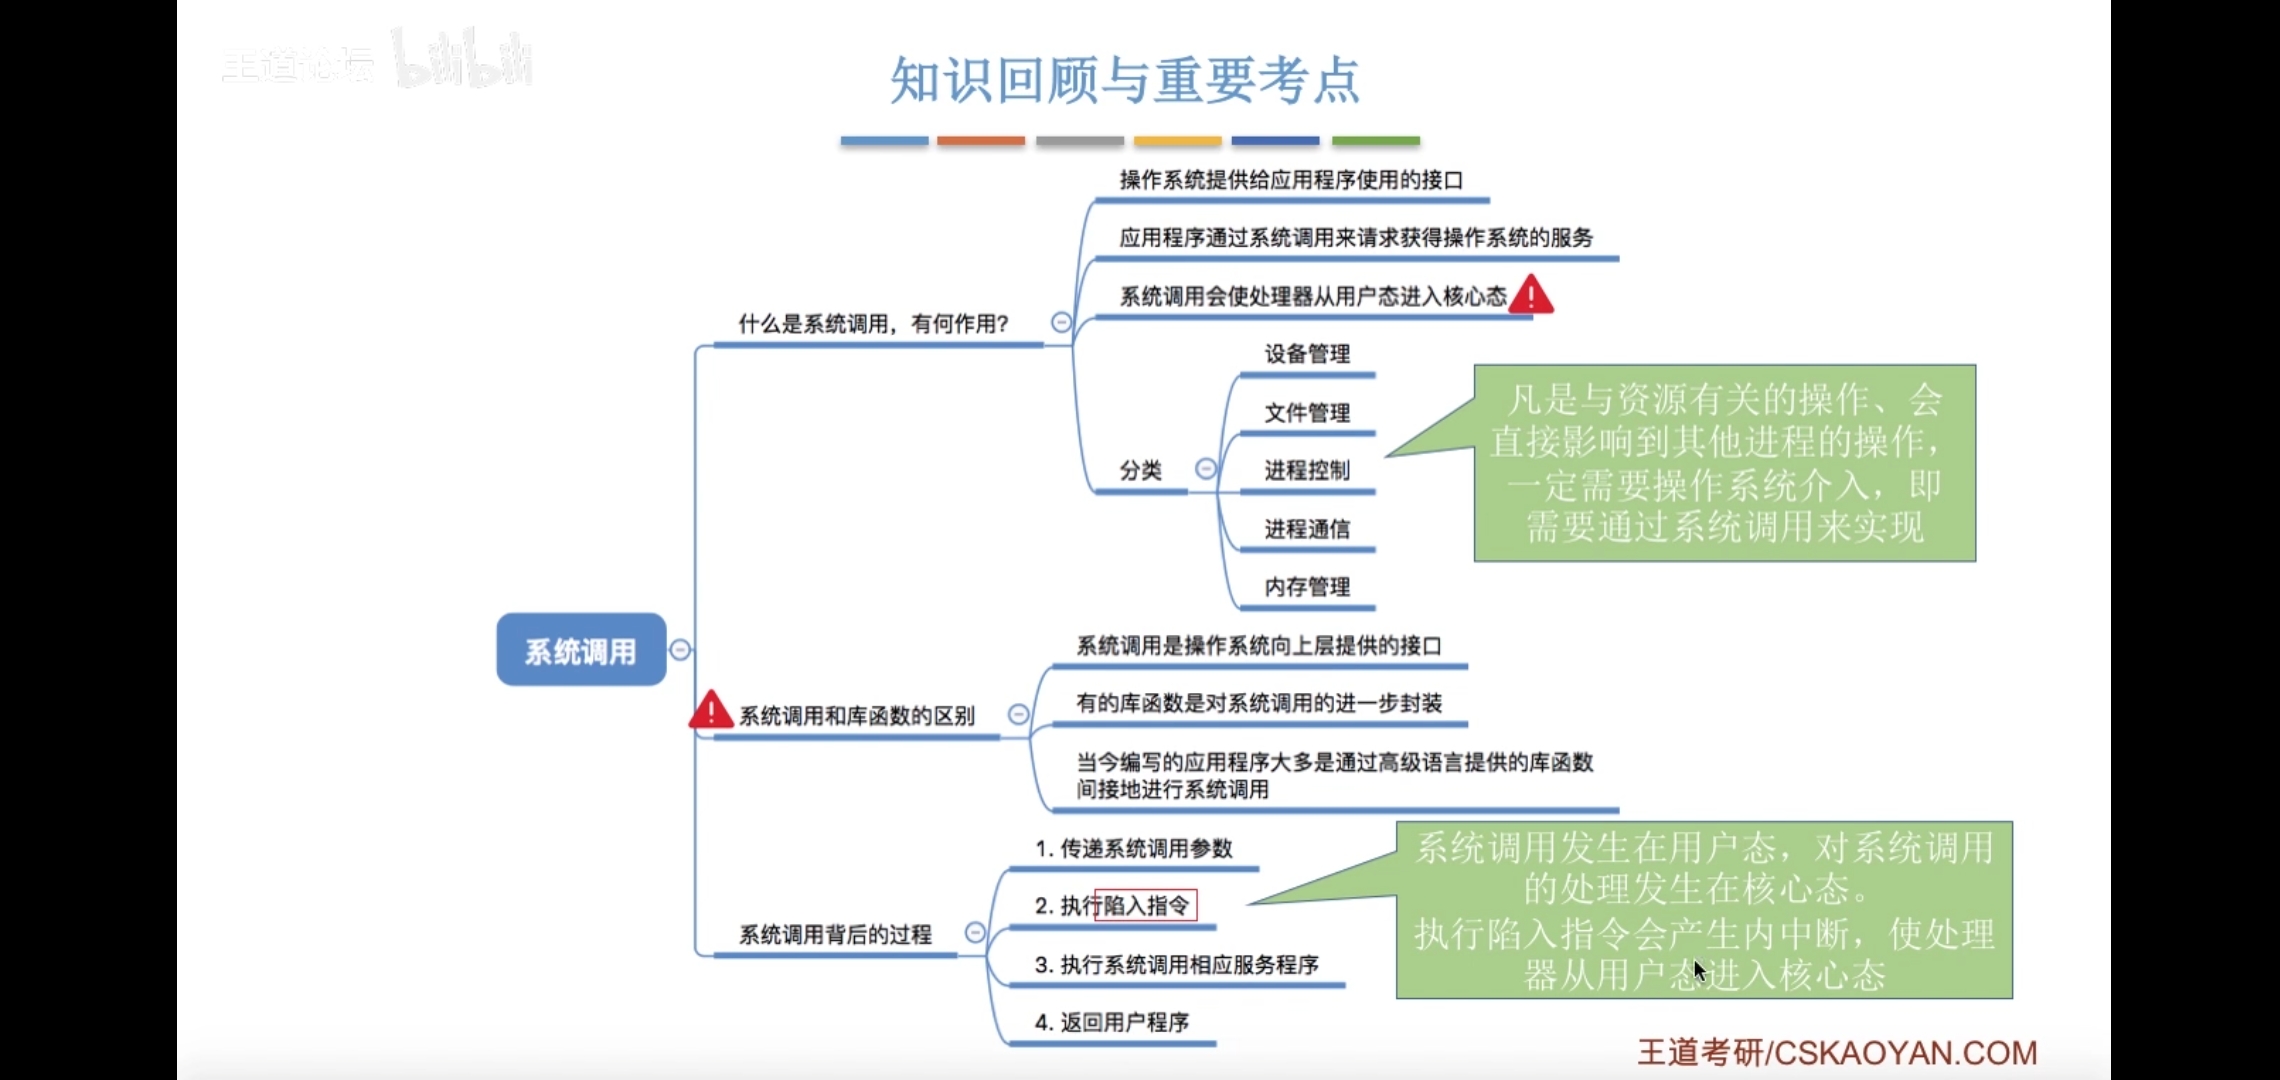 王道论坛 bilibili
知识回顾与重要考点
操作系统提供给应用程序使用的接口
应用程序通过系统调用来请求获得操作系统的服务
系统调用会使处理器从用户态进入核心态
什么是系统调用，有何作用?
设备管理
文件管理
分类
进程控制
进程通信
内存管理
凡是与资源有关的操作、会
直接影响到其他进程的操作，
一定需要操作系统介入，即
需要通过系统调用来实现
系统调用
系统调用是操作系统向上层提供的接口
系统调用和库函数的区别
有的库函数是对系统调用的进一步封装
当今编写的应用程序大多是通过高级语言提供的库函数
间接地进行系统调用
系统调用背后的过程
1. 传递系统调用参数
2. 执行陷入指令
3. 执行系统调用相应服务程序
4. 返回用户程序
系统调用发生在用户态，对系统调用
的处理发生在核心态。
执行陷入指令会产生内中断，使处理
器从用户态进入核心态
王道考研/CSKAOYAN.COM